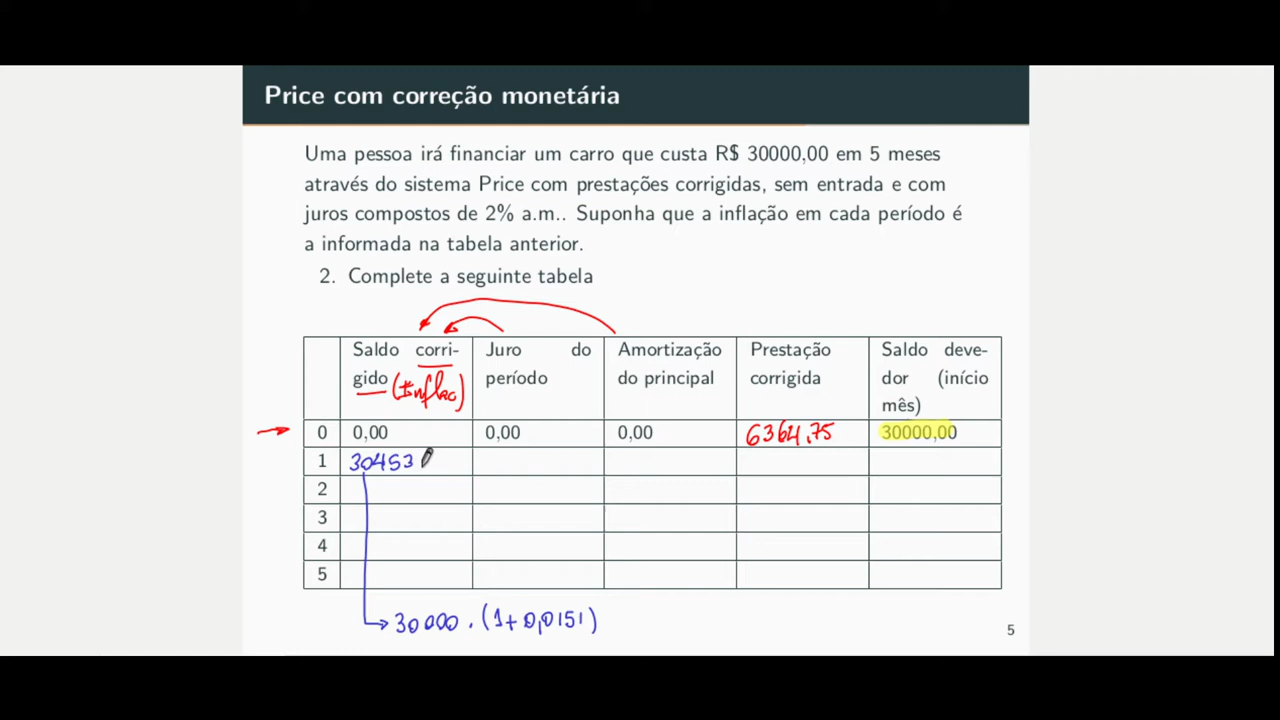 Price com correção monetária
Uma pessoa irá financiar um carro que custa R$ 30000,00 em 5 meses
através do sistema Price com prestações corrigidas, sem entrada e com
juros compostos de 2% a.m.. Suponha que a inflação em cada período é
a informada na tabela anterior.
2. Complete a seguinte tabela
Saldo corri-
gido
Juro do
período
Amortização
do principal
Prestação
corrigida
Saldo deve-
dor (início
mês)
0 0,00 0,00 0,00 6364,75 30000,00
1 30453
2
3
4
5
30000 . (1+0,0151)
5